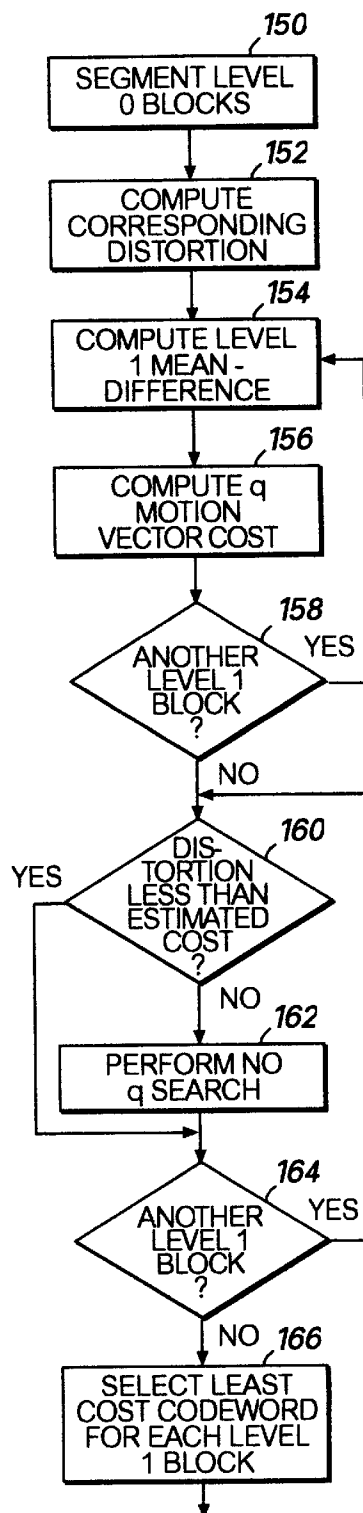 150
SEGMENT LEVEL
0 BLOCKS
152
COMPUTE
CORRESPONDING
DISTORTION
154
COMPUTE LEVEL
1 MEAN -
DIFFERENCE
156
COMPUTE q
MOTION
VECTOR COST
158
ANOTHER
LEVEL 1
BLOCK
?
YES
NO
160
DIS-
TORTION
LESS THAN
ESTIMATED
COST
?
YES
NO
162
PERFORM NO
q SEARCH
164
ANOTHER
LEVEL 1
BLOCK
?
YES
NO
166
SELECT LEAST
COST CODEWORD
FOR EACH LEVEL
1 BLOCK